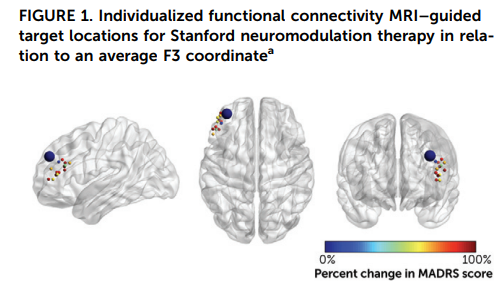 FIGURE 1. Individualized functional connectivity MRI–guided
target locations for Stanford neuromodulation therapy in rela-
tion to an average F3 coordinateᵃ
0% 100%
Percent change in MADRS score